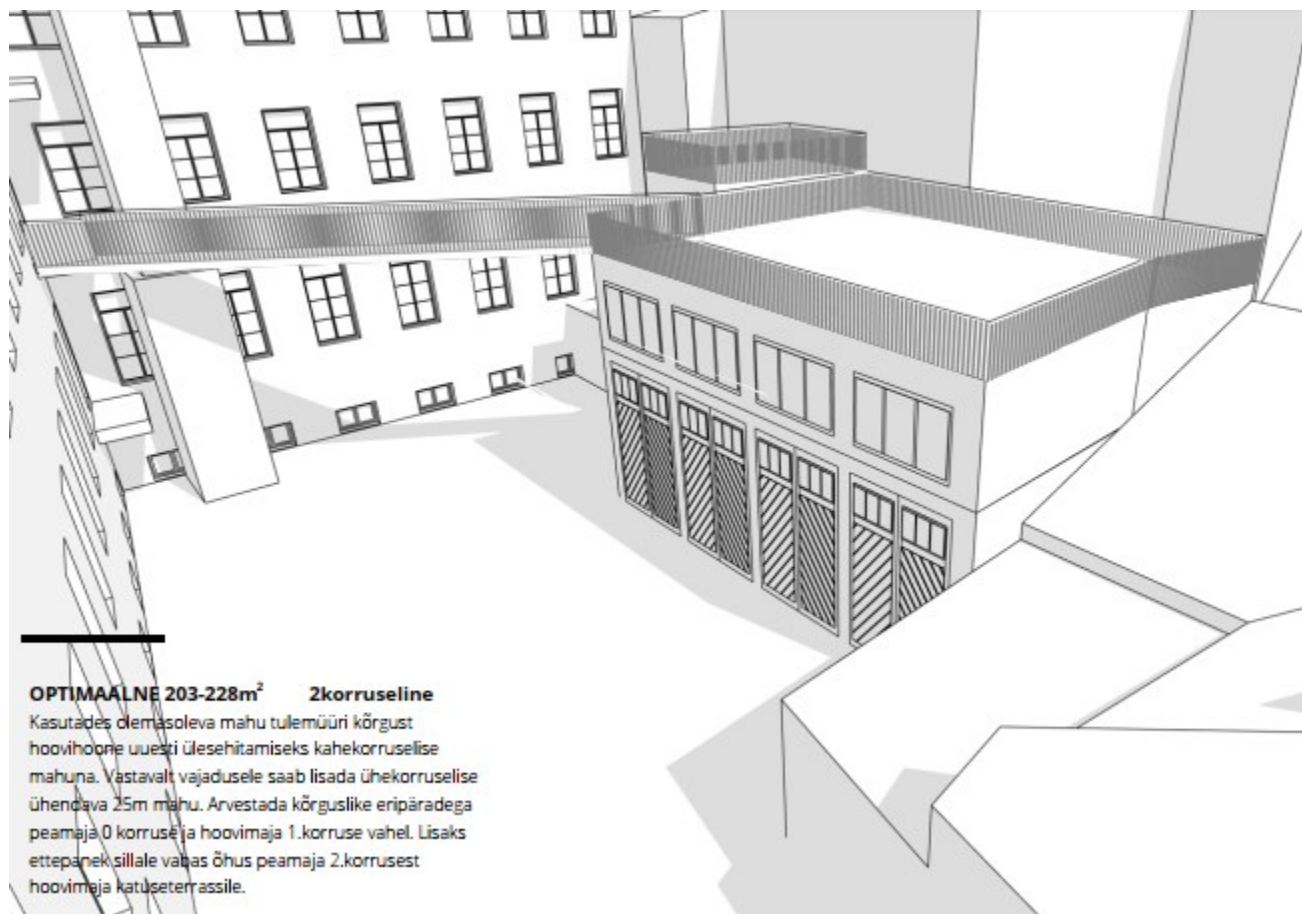 OPTIMAALNE 203-228m² 2korruseline
Kasutades olemasoleva mahu tulemüüri kõrgust
hoovihoone uuesti ülesehitamiseks kahekorruselise
mahuna. Vastavalt vajadusele saab lisada ühekorruselise
ühendava 25m mahu. Arvestada kõrguslike eripäradega
peamaja 0 korruse ja hoovimaja 1.korruse vahel. Lisaks
ettepanek sillale vabas õhus peamaja 2.korrusest
hoovimaja katuseterrassile.